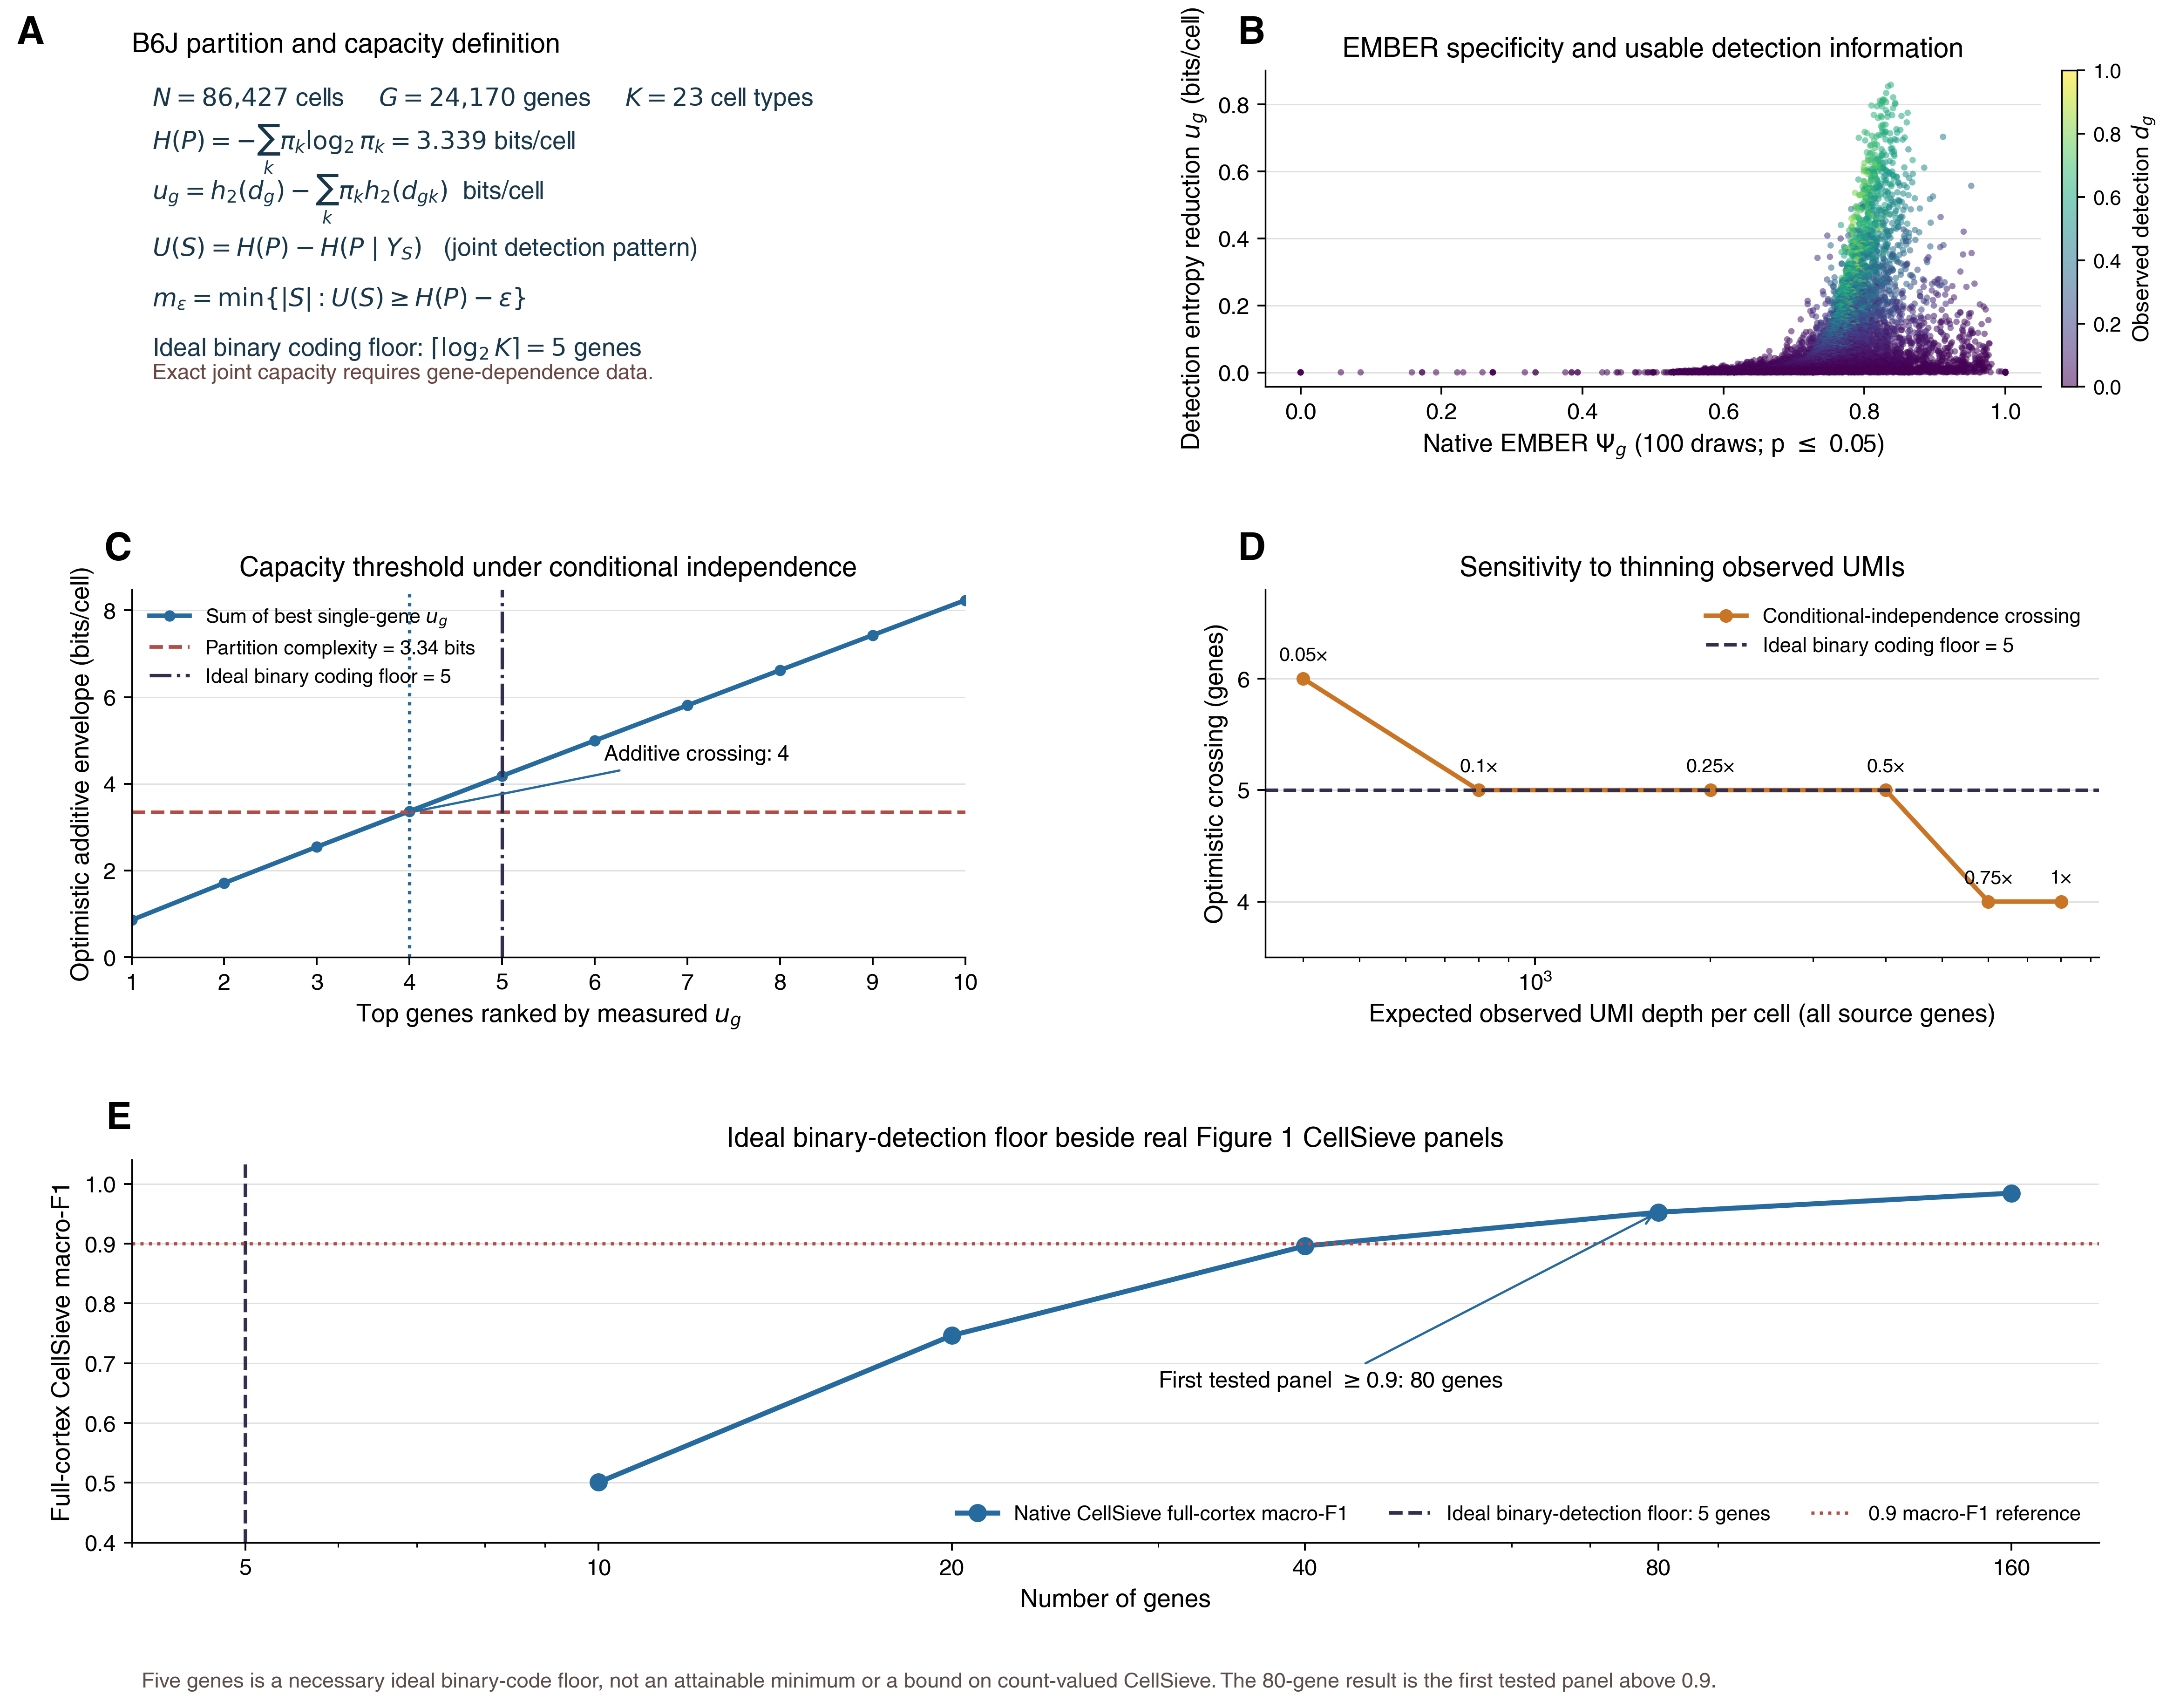 A
B6J partition and capacity definition
N = 86,427 cells G = 24,170 genes K = 23 cell types
H(P) = −∑ₖ πₖ log₂ πₖ = 3.339 bits/cell
u_g = h₂(d_g) − ∑ₖ πₖh₂(d_gk) bits/cell
U(S) = H(P) − H(P | Y_S) (joint detection pattern)
m_ε = min{|S| : U(S) ≥ H(P) − ε}
Ideal binary coding floor: ⌈log₂ K⌉ = 5 genes
Exact joint capacity requires gene-dependence data.
B
EMBER specificity and usable detection information
Detection entropy reduction u_g (bits/cell)
0.8
0.6
0.4
0.2
0.0
0.0 0.2 0.4 0.6 0.8 1.0
Native EMBER Ψ_g (100 draws; p ≤ 0.05)
1.0
0.8
0.6
0.4
0.2
0.0
Observed detection d_g
C
Capacity threshold under conditional independence
Optimistic additive envelope (bits/cell)
8
6
4
2
0
Sum of best single-gene u_g
Partition complexity = 3.34 bits
Ideal binary coding floor = 5
Additive crossing: 4
1 2 3 4 5 6 7 8 9 10
Top genes ranked by measured u_g
D
Sensitivity to thinning observed UMIs
Optimistic crossing (genes)
6
5
4
Conditional-independence crossing
Ideal binary coding floor = 5
0.05×
0.1×
0.25×
0.5×
0.75×
1×
10³
Expected observed UMI depth per cell (all source genes)
E
Ideal binary-detection floor beside real Figure 1 CellSieve panels
Full-cortex CellSieve macro-F1
1.0
0.9
0.8
0.7
0.6
0.5
0.4
First tested panel ≥ 0.9: 80 genes
Native CellSieve full-cortex macro-F1
Ideal binary-detection floor: 5 genes
0.9 macro-F1 reference
5 10 20 40 80 160
Number of genes
Five genes is a necessary ideal binary-code floor, not an attainable minimum or a bound on count-valued CellSieve. The 80-gene result is the first tested panel above 0.9.